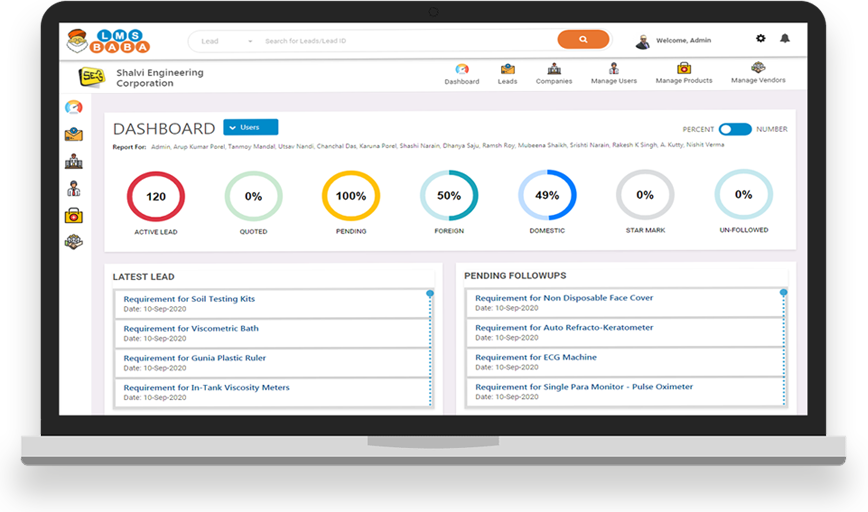 LMS
BABA
Lead
Search for Leads/Lead ID
Welcome, Admin
SEC
Shalvi Engineering
Corporation
Dashboard
Leads
Companies
Manage Users
Manage Products
Manage Vendors
DASHBOARD
Users
PERCENT
NUMBER
Report For: Admin, Arup Kumar Porel, Tanmoy Mandal, Utsav Nandi, Chanchal Das, Karuna Porel, Shashi Narain, Dhanya Saju, Ramsh Roy, Mubeena Shaikh, Srishti Narain, Rakesh K Singh, A. Kutty, Nishit Verma
120
0%
100%
50%
49%
0%
0%
ACTIVE LEAD
QUOTED
PENDING
FOREIGN
DOMESTIC
STAR MARK
UN-FOLLOWED
LATEST LEAD
Requirement for Soil Testing Kits
Date: 10-Sep-2020
Requirement for Viscometric Bath
Date: 10-Sep-2020
Requirement for Gunia Plastic Ruler
Date: 10-Sep-2020
Requirement for In-Tank Viscosity Meters
Date: 10-Sep-2020
PENDING FOLLOWUPS
Requirement for Non Disposable Face Cover
Date: 10-Sep-2020
Requirement for Auto Refracto-Keratometer
Date: 10-Sep-2020
Requirement for ECG Machine
Date: 10-Sep-2020
Requirement for Single Para Monitor - Pulse Oximeter
Date: 10-Sep-2020